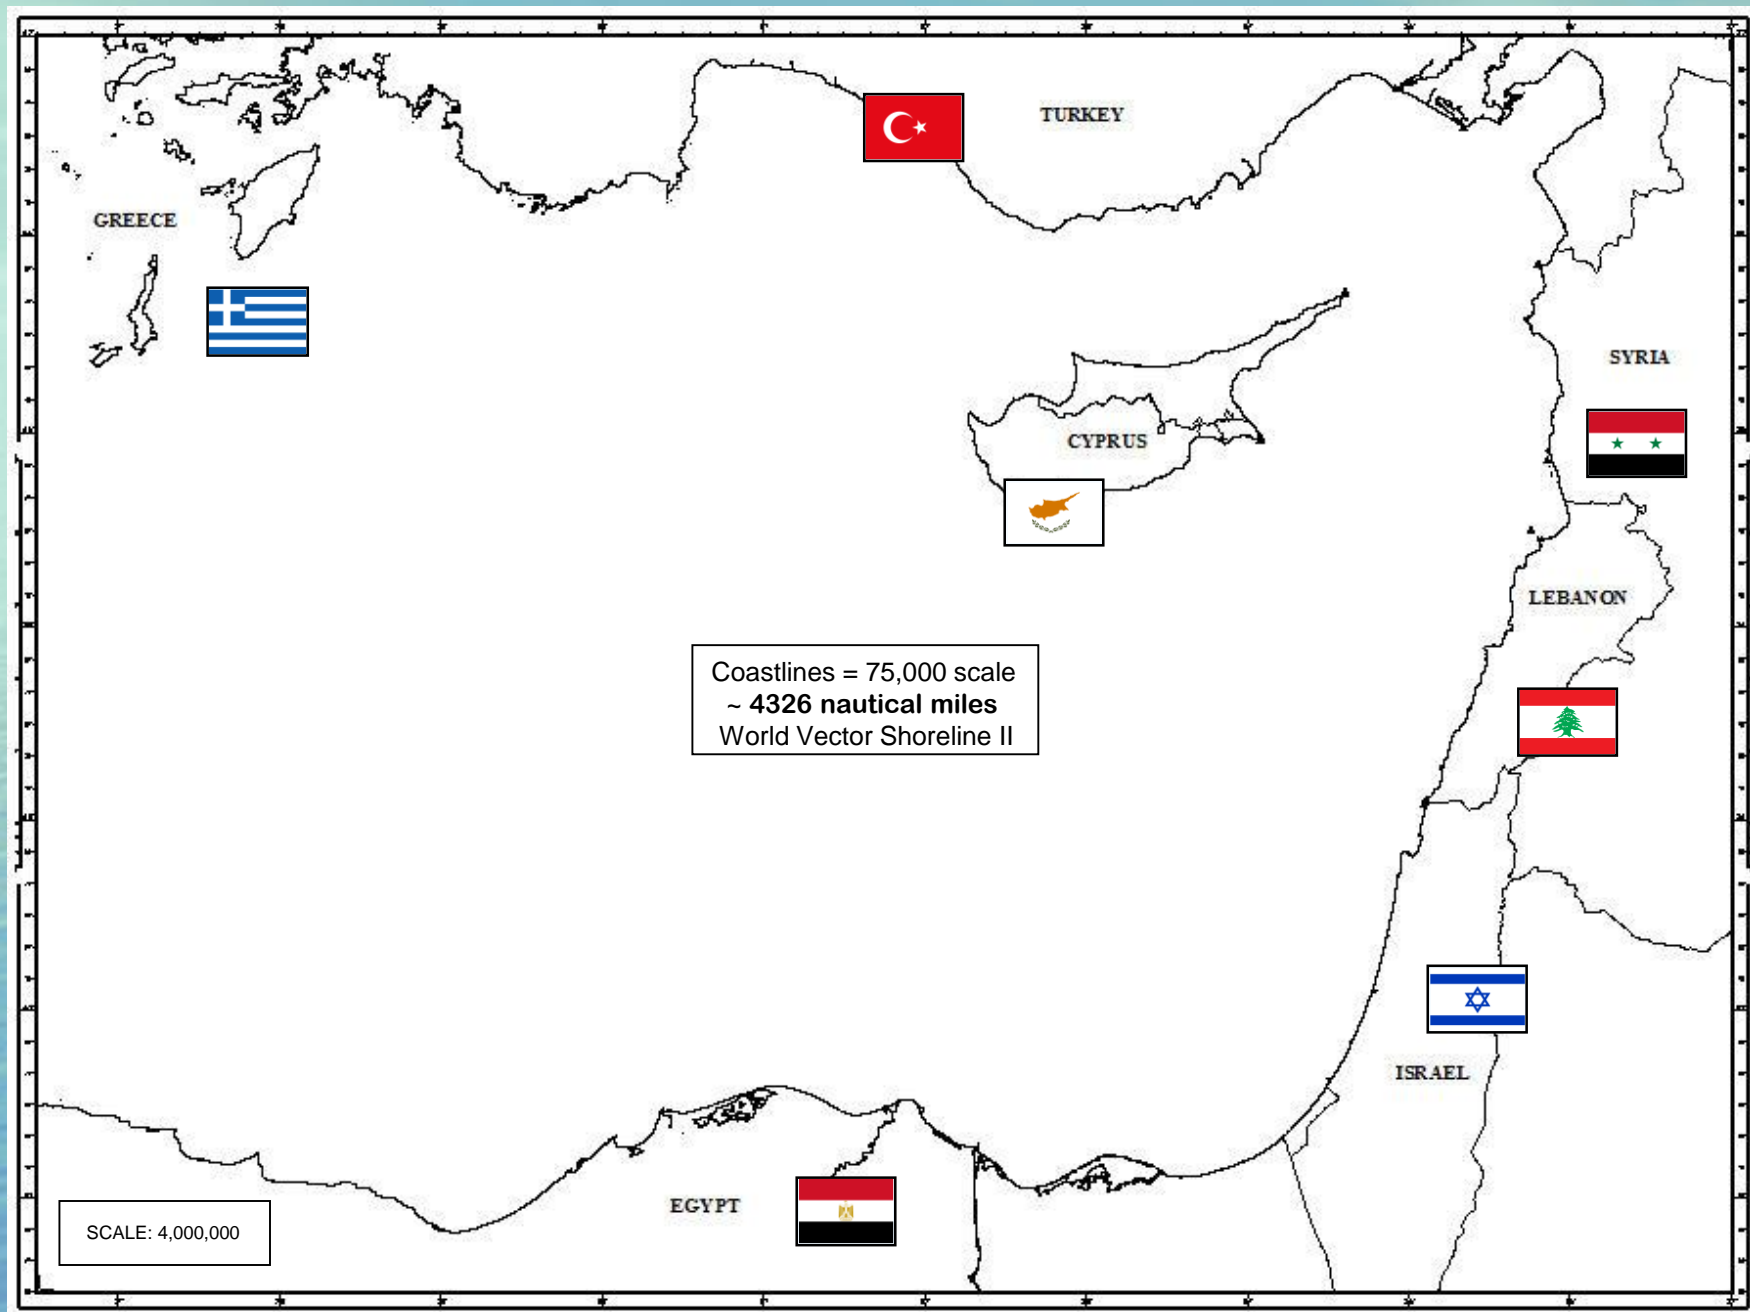 TURKEY
GREECE
SYRIA
CYPRUS
LEBANON
Coastlines = 75,000 scale
~ 4326 nautical miles
World Vector Shoreline II
ISRAEL
EGYPT
SCALE: 4,000,000